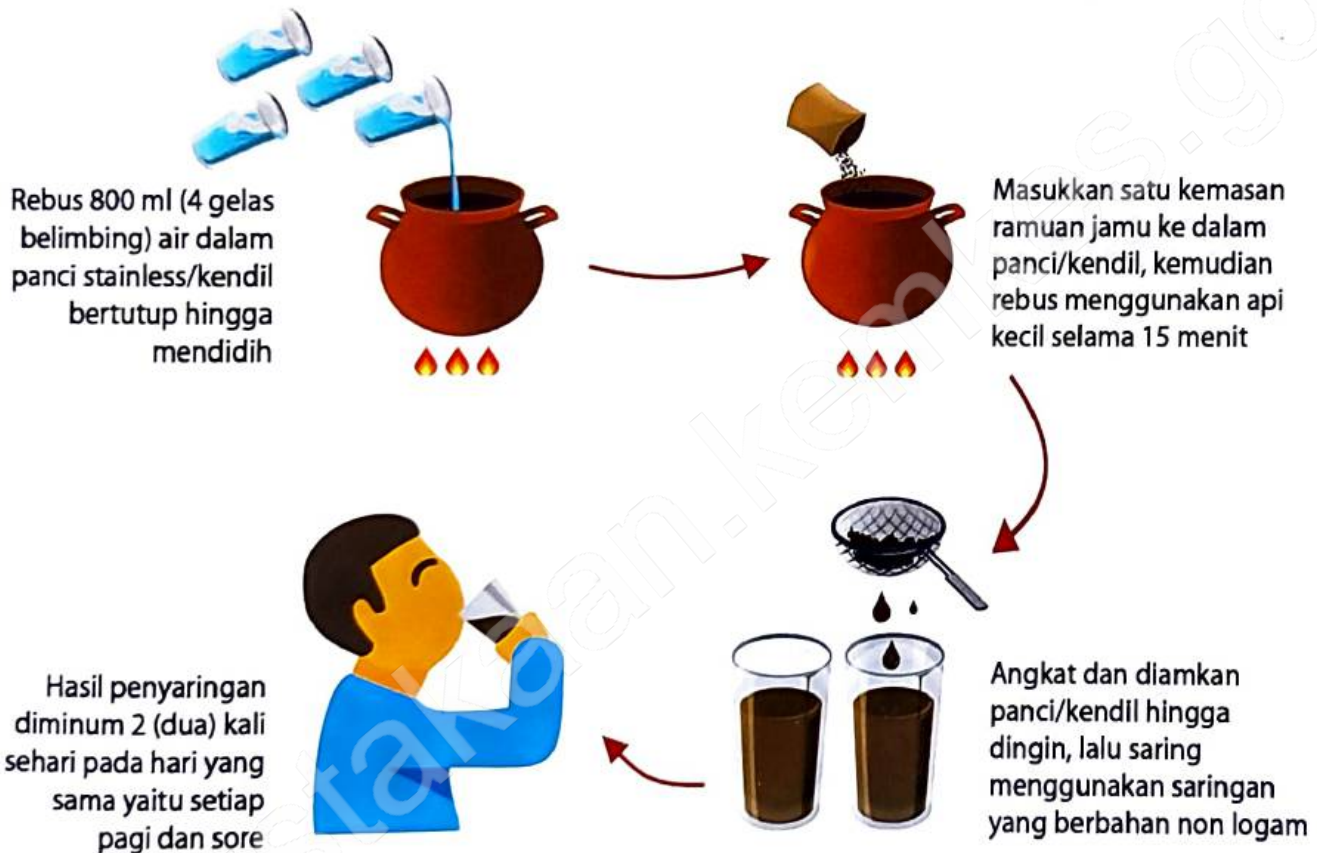 Rebus 800 ml (4 gelas
belimbing) air dalam
panci stainless/kendil
bertutup hingga
mendidih
Masukkan satu kemasan
ramuan jamu ke dalam
panci/kendil, kemudian
rebus menggunakan api
kecil selama 15 menit
Angkat dan diamkan
panci/kendil hingga
dingin, lalu saring
menggunakan saringan
yang berbahan non logam
Hasil penyaringan
diminum 2 (dua) kali
sehari pada hari yang
sama yaitu setiap
pagi dan sore
stakaan.kemkes.go